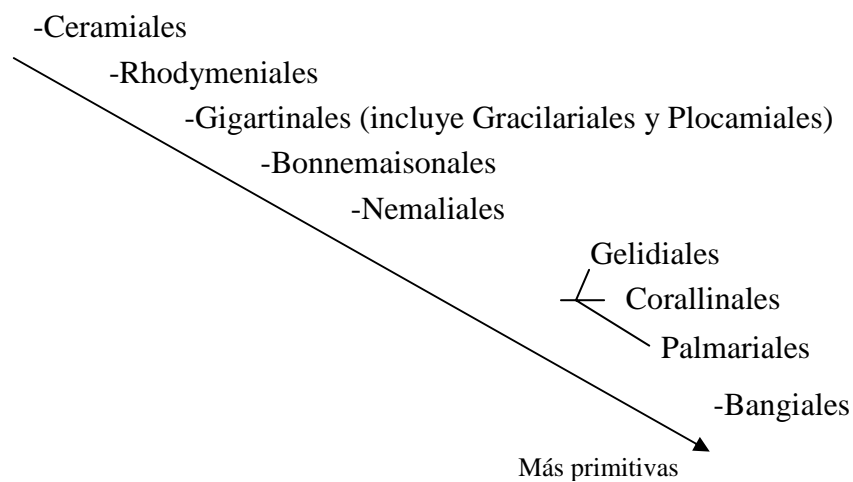 -Ceramiales
-Rhodymeniales
-Gigartinales (incluye Gracilariales y Plocamiales)
-Bonnemaisonales
-Nemaliales
Gelidiales
Corallinales
Palmariales
-Bangiales
Más primitivas